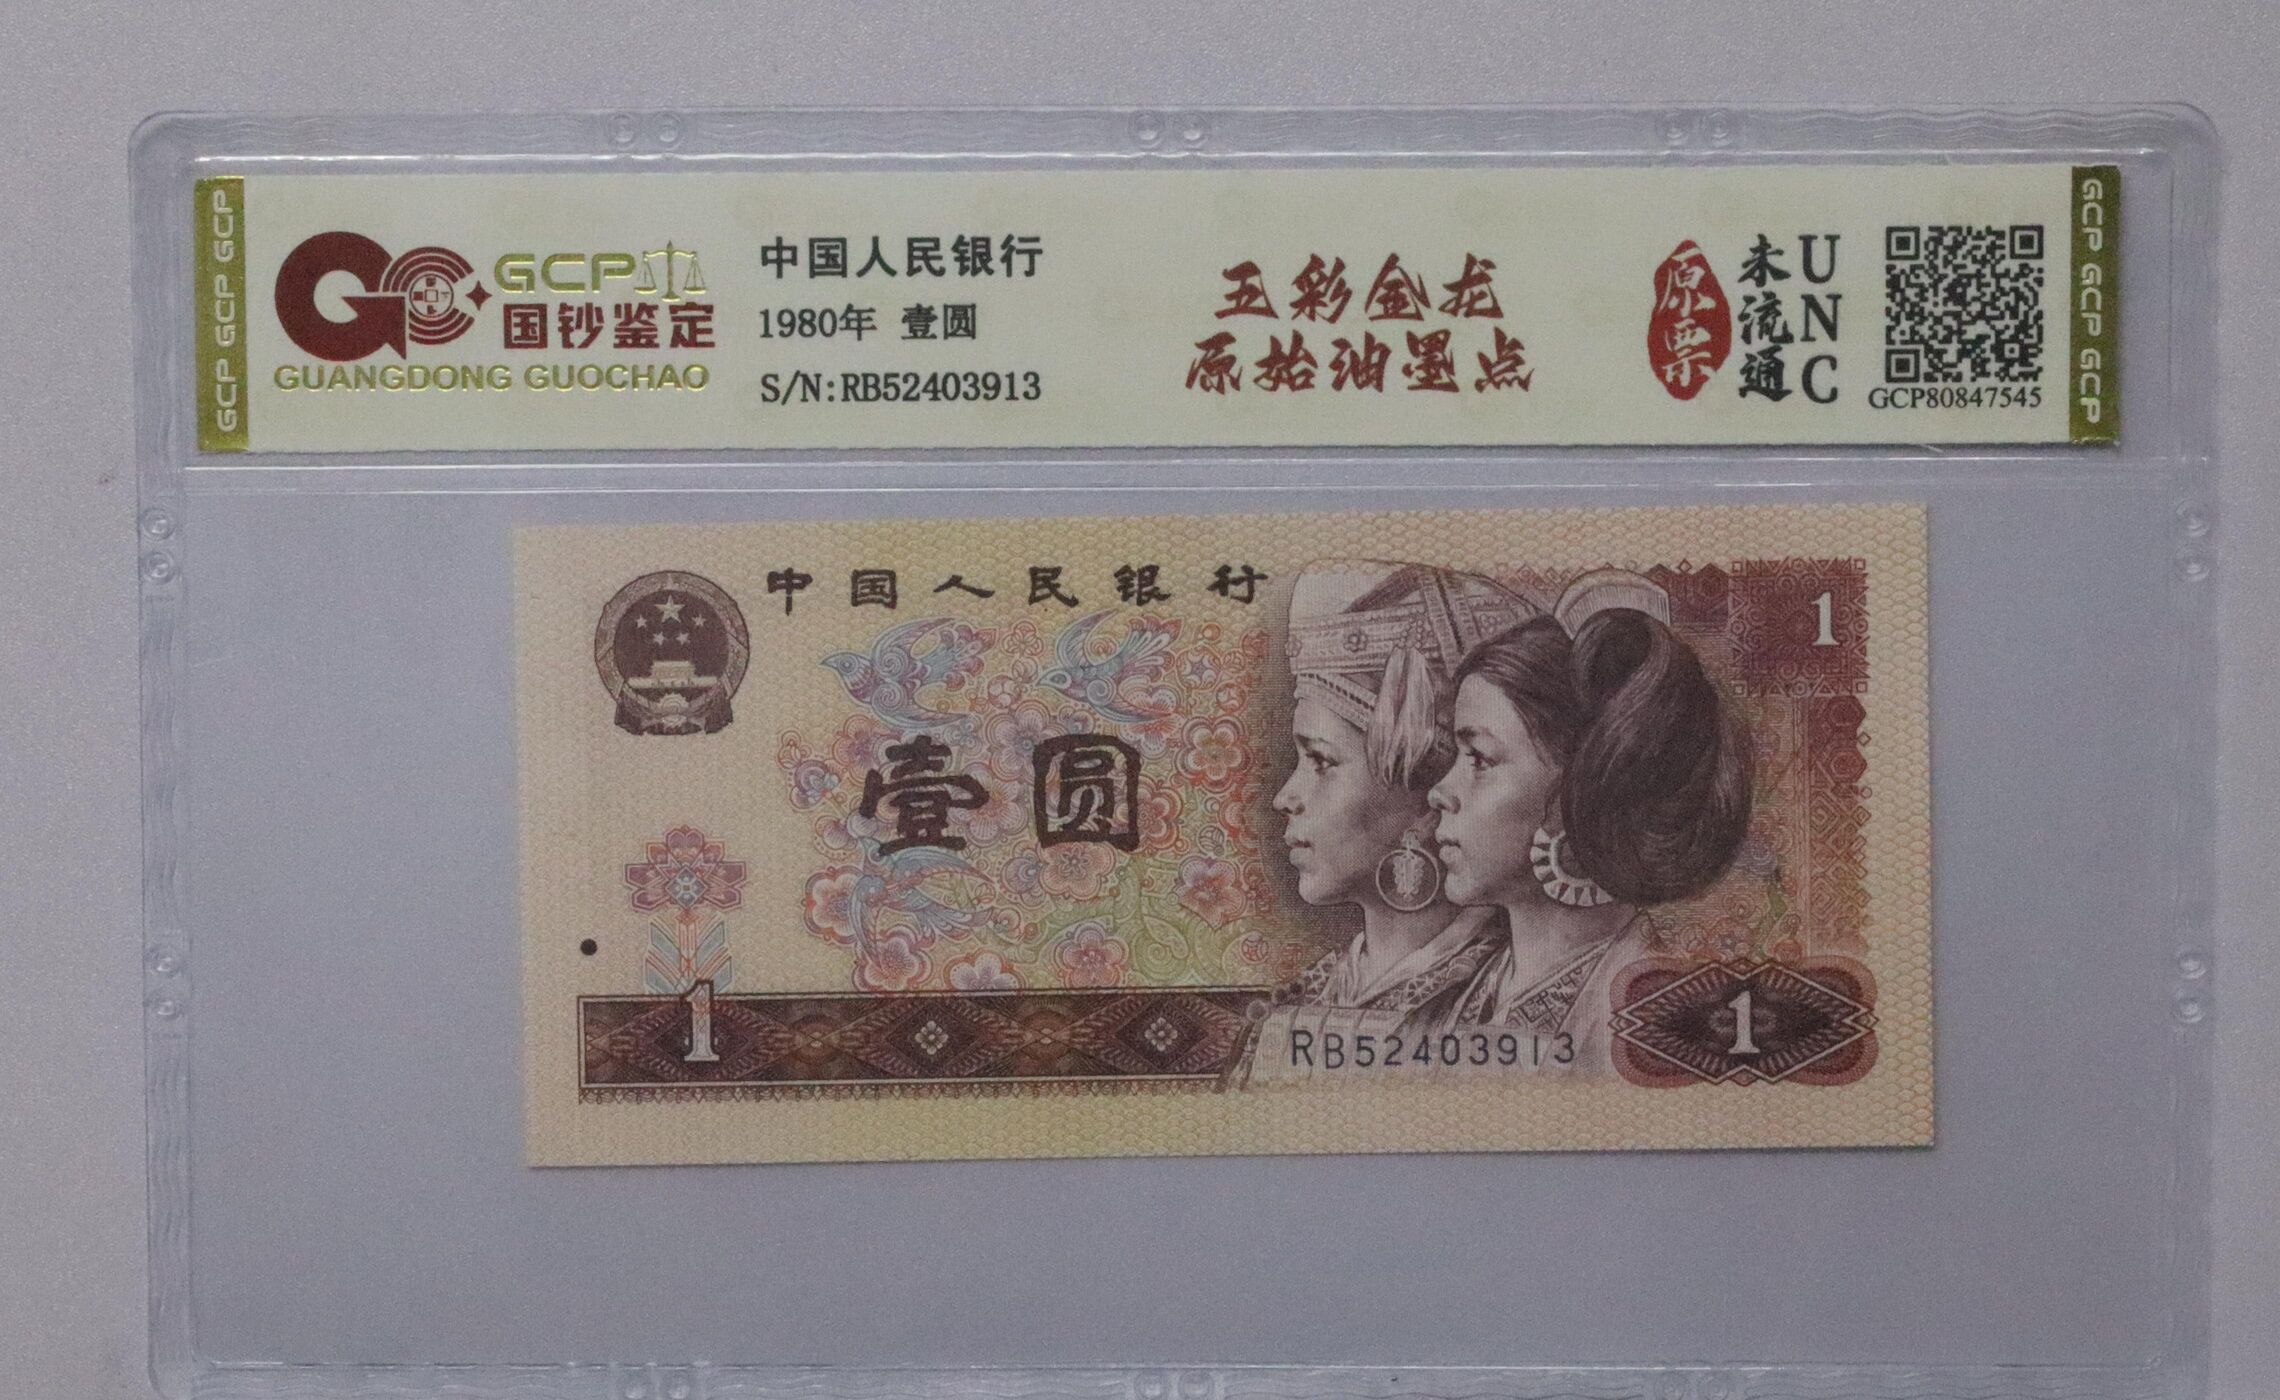 GCP GCP GCP
GCP
国钞鉴定
GUANGDONG GUOCHAO
中国人民银行
1980年 壹圆
S/N:RB52403913
五彩金龙
原始油墨点
原票
未流通
UNC
GCP80847545
GCP GCP GCP
中国人民银行
1
壹圆
1
RB52403913
1